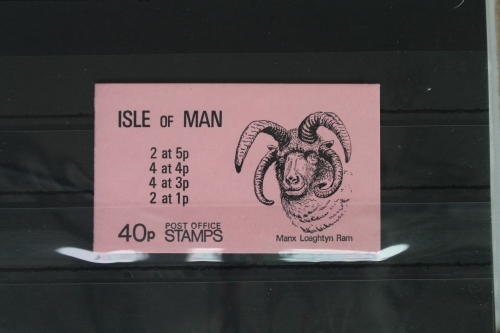 ISLE OF MAN
2 at 5p
4 at 4p
4 at 3p
2 at 1p
40p POST OFFICE STAMPS
Manx Loaghtyn Ram